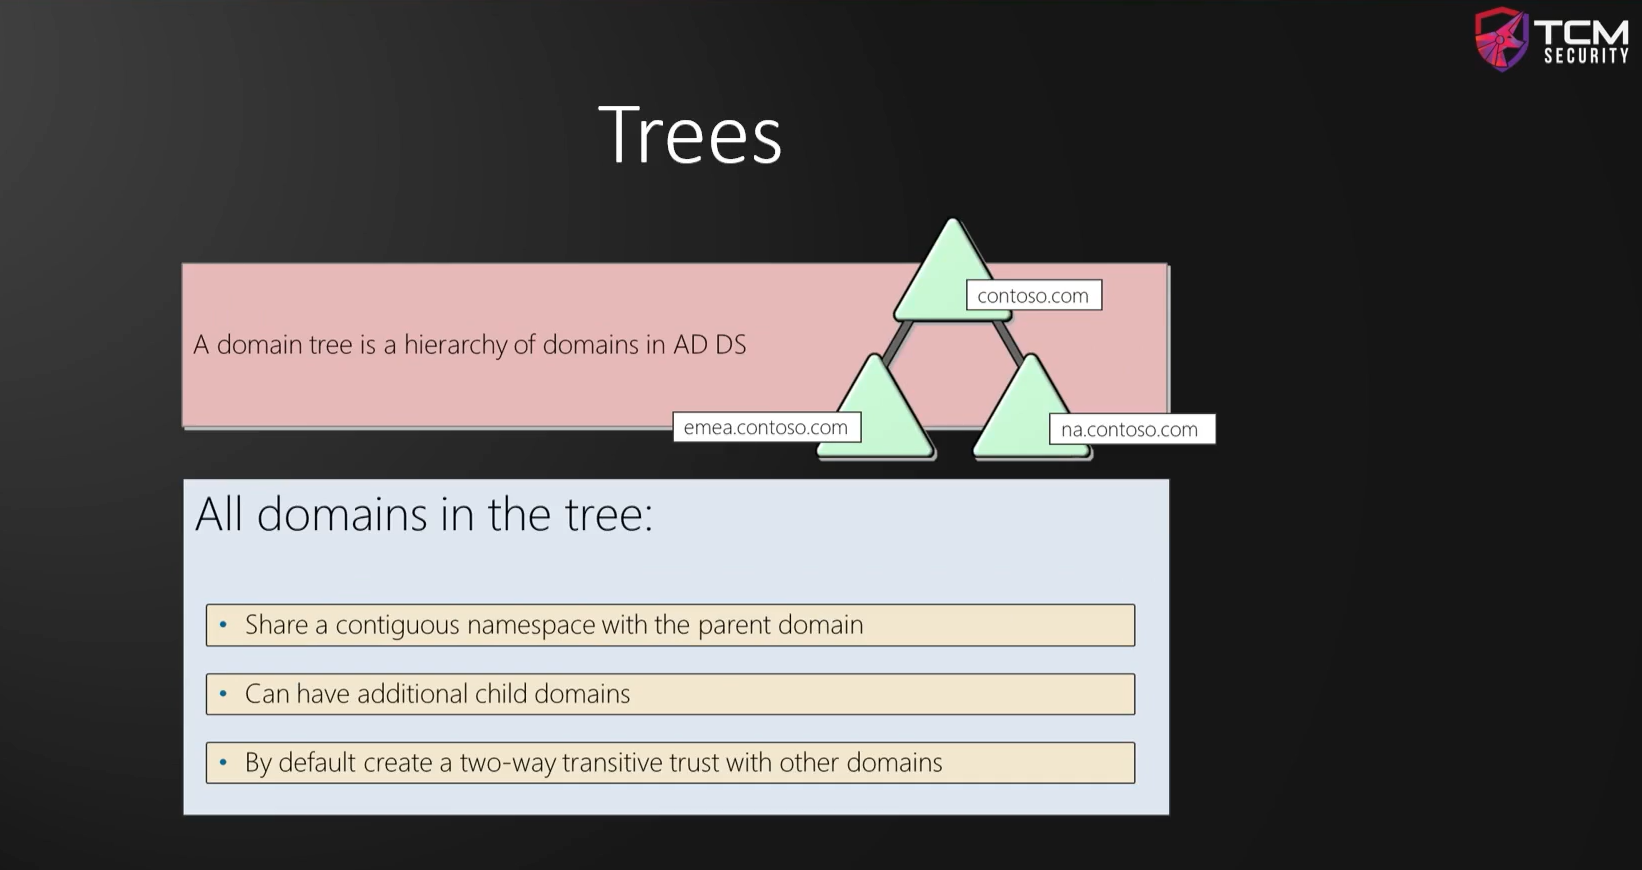 TCM
SECURITY
Trees
contoso.com
A domain tree is a hierarchy of domains in AD DS
emea.contoso.com
na.contoso.com
All domains in the tree:
• Share a contiguous namespace with the parent domain
• Can have additional child domains
• By default create a two-way transitive trust with other domains